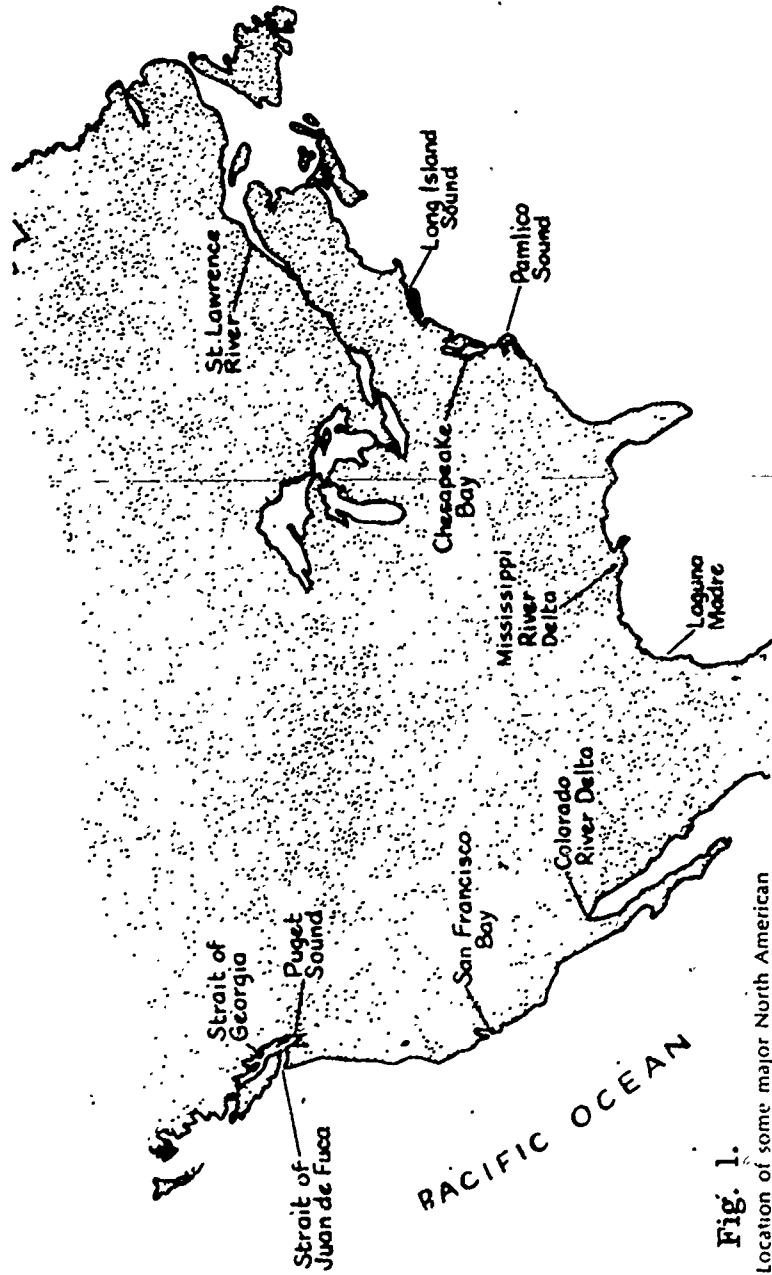 Strait of
Georgia
Puget
Sound
Strait of
Juan de Fuca
San Francisco
Bay
Colorado
River Delta
PACIFIC OCEAN
St. Lawrence
River
Long Island
Sound
Pamlico
Sound
Chesapeake
Bay
Mississippi
River
Delta
Laguna
Madre
Fig. 1.
Location of some major North American